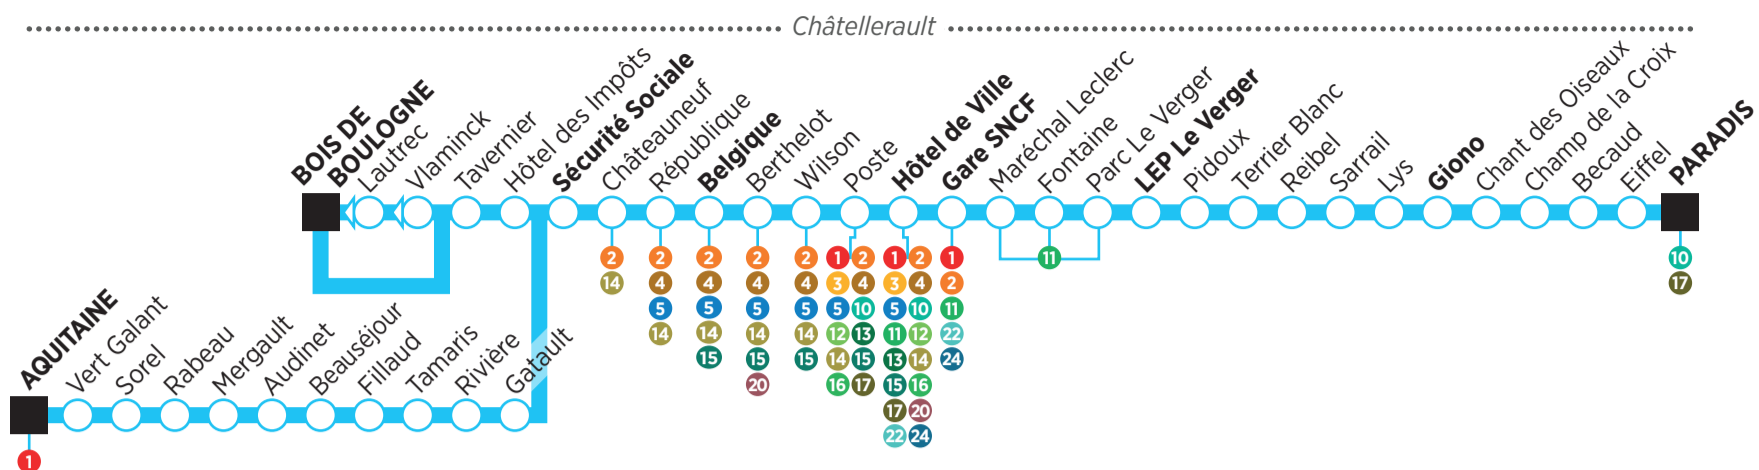 Châtellerault
BOIS DE
BOULOGNE
Lautrec
Vlaminck
Tavernier
Hôtel des Impôts
Sécurité Sociale
Châteauneuf
République
Belgique
Berthelot
Wilson
Poste
Hôtel de Ville
Gare SNCF
Maréchal Leclerc
Fontaine
Parc Le Verger
LEP Le Verger
Pidoux
Terrier Blanc
Reibel
Sarrail
Lys
Giono
Chant des Oiseaux
Champ de la Croix
Becaud
Eiffel
PARADIS
2
14
2
4
5
14
2
4
5
14
15
2
4
5
14
15
20
2
4
5
14
15
1 2
3 4
5 10
12 13
14 15
16 17
1 2
3 4
5 10
11 12
13 14
15 16
17 20
22 24
1
2
11
22
24
11
10
17
AQUITAINE
Vert Galant
Sorel
Rabeau
Mergault
Audinet
Beauséjour
Fillaud
Tamaris
Rivière
Gatault
1